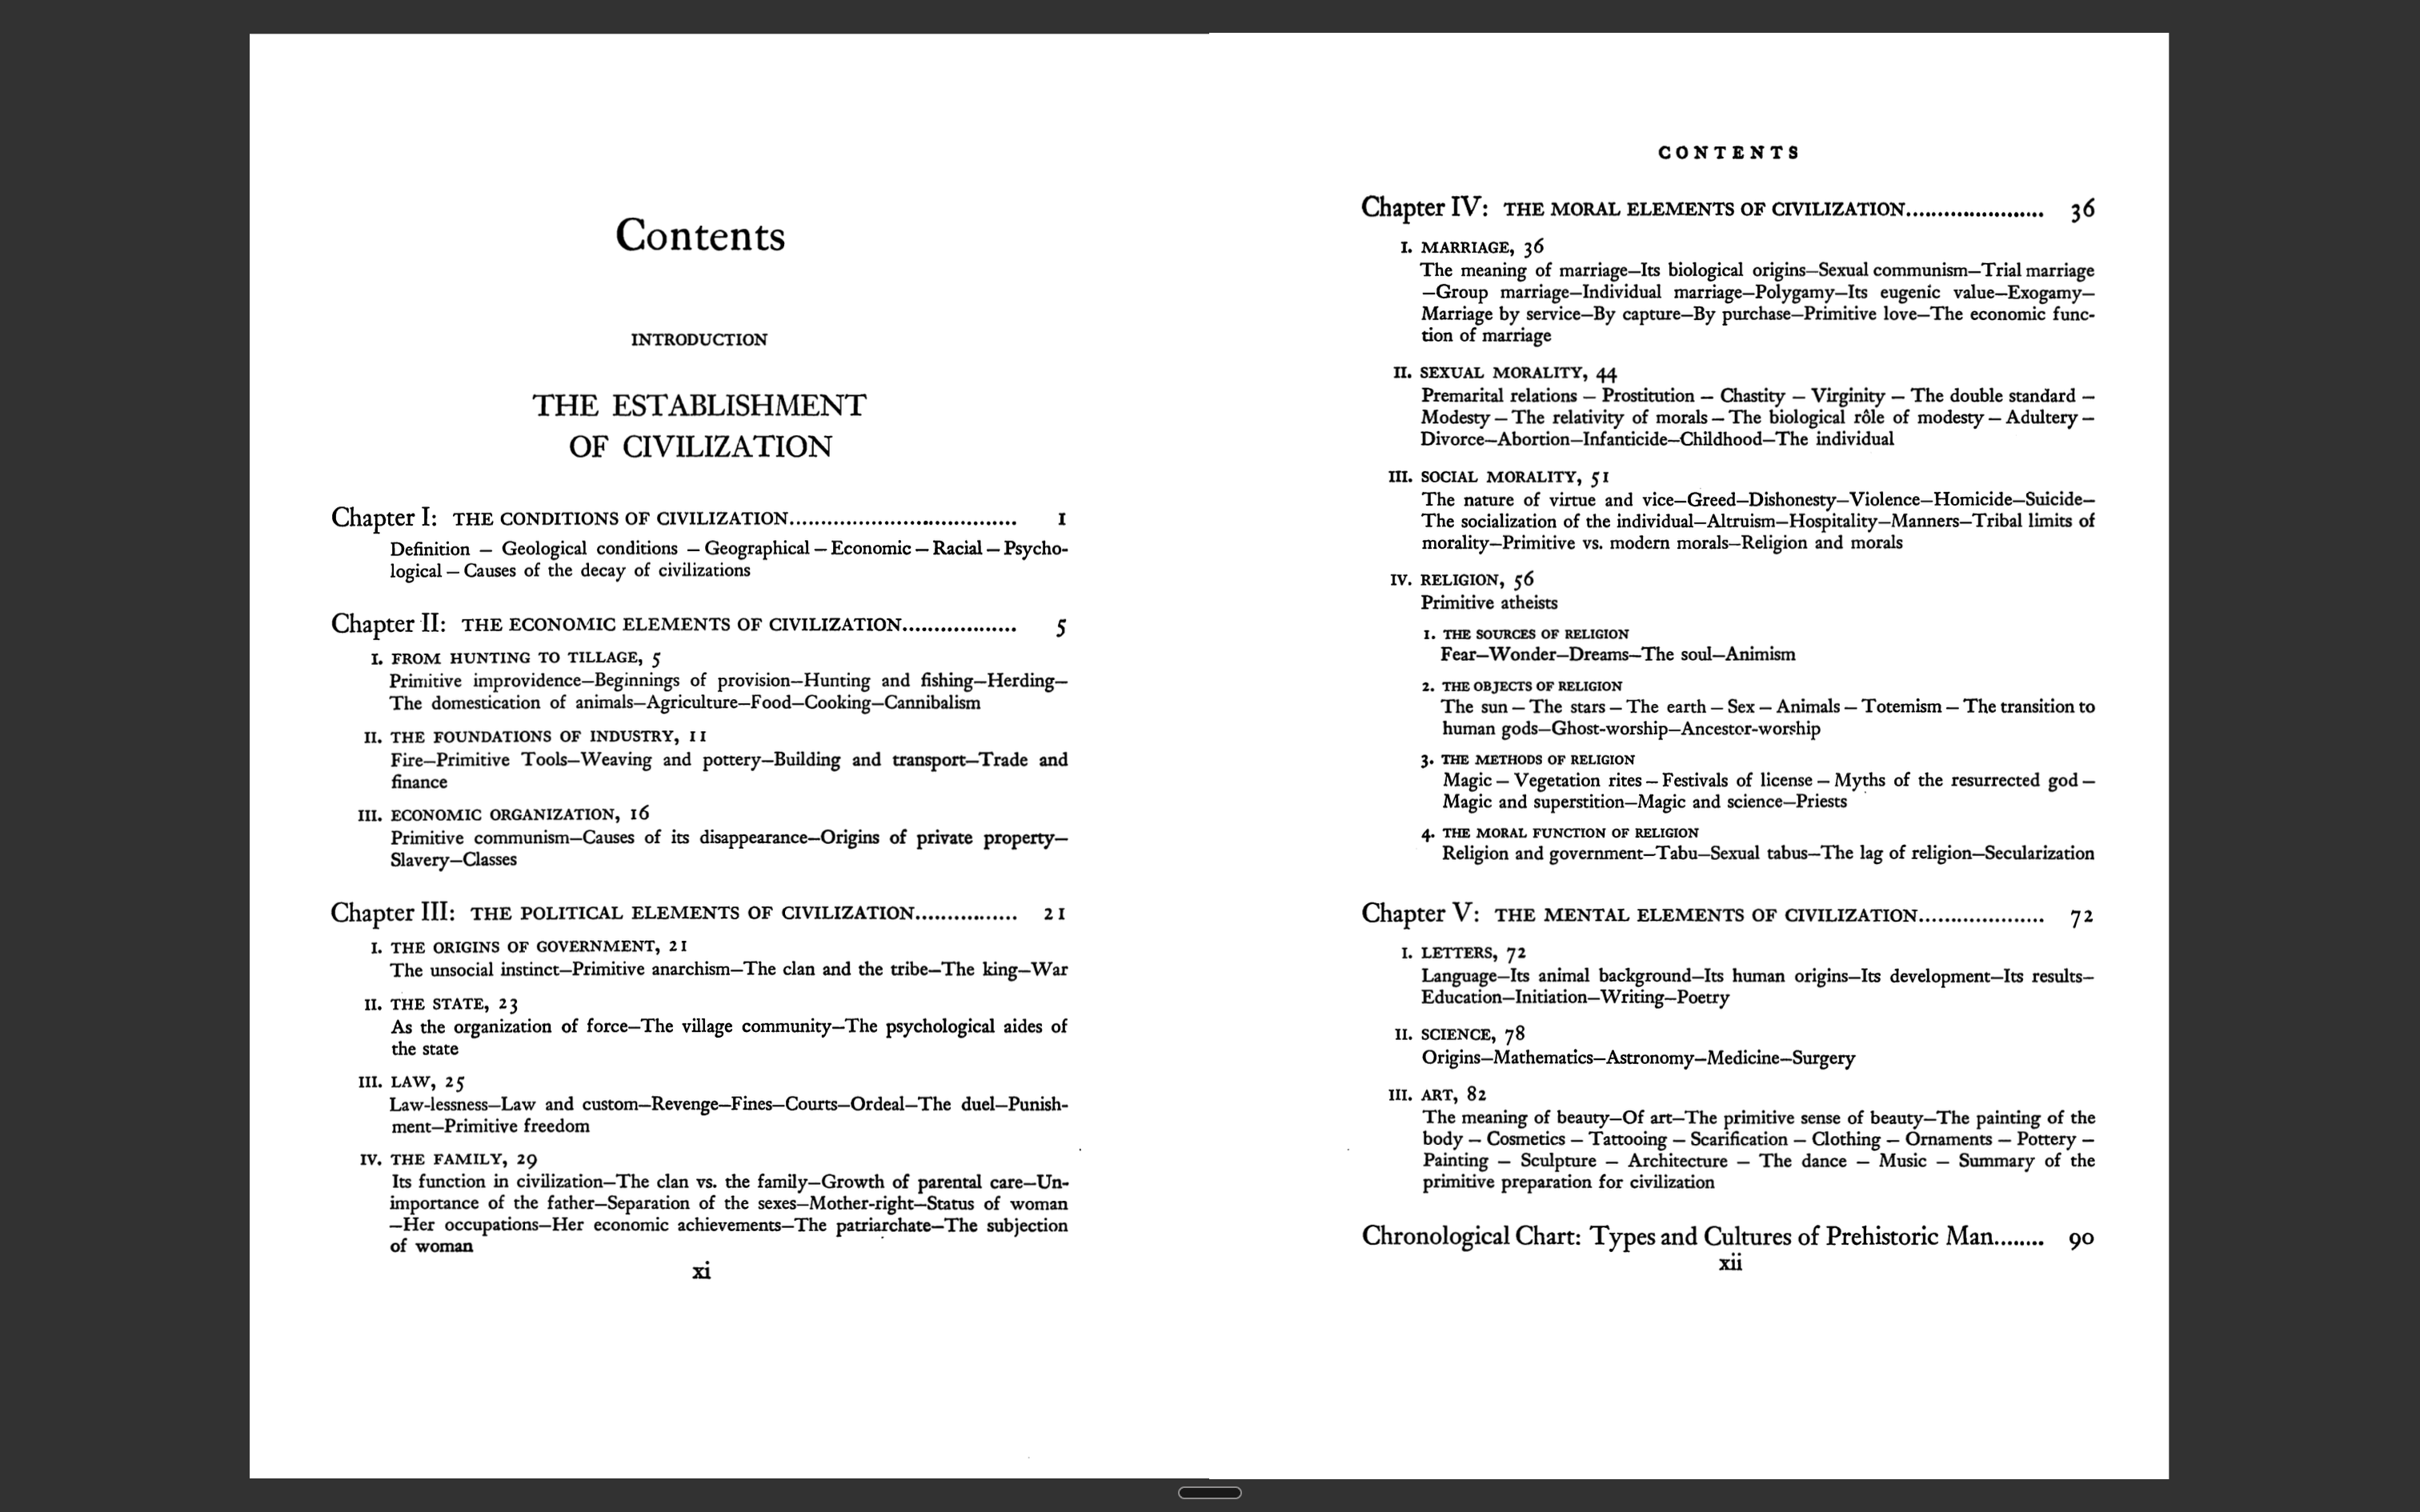 Contents
INTRODUCTION
THE ESTABLISHMENT
OF CIVILIZATION
Chapter I: THE CONDITIONS OF CIVILIZATION.................................... 1
Definition — Geological conditions — Geographical — Economic — Racial — Psycho-
logical — Causes of the decay of civilizations
Chapter II: THE ECONOMIC ELEMENTS OF CIVILIZATION.................. 5
I. FROM HUNTING TO TILLAGE, 5
Primitive improvidence—Beginnings of provision—Hunting and fishing—Herding—
The domestication of animals—Agriculture—Food—Cooking—Cannibalism
II. THE FOUNDATIONS OF INDUSTRY, 11
Fire—Primitive Tools—Weaving and pottery—Building and transport—Trade and
finance
III. ECONOMIC ORGANIZATION, 16
Primitive communism—Causes of its disappearance—Origins of private property—
Slavery—Classes
Chapter III: THE POLITICAL ELEMENTS OF CIVILIZATION................ 21
I. THE ORIGINS OF GOVERNMENT, 21
The unsocial instinct—Primitive anarchism—The clan and the tribe—The king—War
II. THE STATE, 23
As the organization of force—The village community—The psychological aides of
the state
III. LAW, 25
Law-lessness—Law and custom—Revenge—Fines—Courts—Ordeal—The duel—Punish-
ment—Primitive freedom
IV. THE FAMILY, 29
Its function in civilization—The clan vs. the family—Growth of parental care—Un-
importance of the father—Separation of the sexes—Mother-right—Status of woman
—Her occupations—Her economic achievements—The patriarchate—The subjection
of woman
xi
CONTENTS
Chapter IV: THE MORAL ELEMENTS OF CIVILIZATION...................... 36
I. MARRIAGE, 36
The meaning of marriage—Its biological origins—Sexual communism—Trial marriage
—Group marriage—Individual marriage—Polygamy—Its eugenic value—Exogamy—
Marriage by service—By capture—By purchase—Primitive love—The economic func-
tion of marriage
II. SEXUAL MORALITY, 44
Premarital relations — Prostitution — Chastity — Virginity — The double standard —
Modesty — The relativity of morals — The biological rôle of modesty — Adultery —
Divorce—Abortion—Infanticide—Childhood—The individual
III. SOCIAL MORALITY, 51
The nature of virtue and vice—Greed—Dishonesty—Violence—Homicide—Suicide—
The socialization of the individual—Altruism—Hospitality—Manners—Tribal limits of
morality—Primitive vs. modern morals—Religion and morals
IV. RELIGION, 56
Primitive atheists
1. THE SOURCES OF RELIGION
Fear—Wonder—Dreams—The soul—Animism
2. THE OBJECTS OF RELIGION
The sun — The stars — The earth — Sex — Animals — Totemism — The transition to
human gods—Ghost-worship—Ancestor-worship
3. THE METHODS OF RELIGION
Magic — Vegetation rites — Festivals of license — Myths of the resurrected god —
Magic and superstition—Magic and science—Priests
4. THE MORAL FUNCTION OF RELIGION
Religion and government—Tabu—Sexual tabus—The lag of religion—Secularization
Chapter V: THE MENTAL ELEMENTS OF CIVILIZATION.................... 72
I. LETTERS, 72
Language—Its animal background—Its human origins—Its development—Its results—
Education—Initiation—Writing—Poetry
II. SCIENCE, 78
Origins—Mathematics—Astronomy—Medicine—Surgery
III. ART, 82
The meaning of beauty—Of art—The primitive sense of beauty—The painting of the
body — Cosmetics — Tattooing — Scarification — Clothing — Ornaments — Pottery —
Painting — Sculpture — Architecture — The dance — Music — Summary of the
primitive preparation for civilization
Chronological Chart: Types and Cultures of Prehistoric Man........ 90
xii